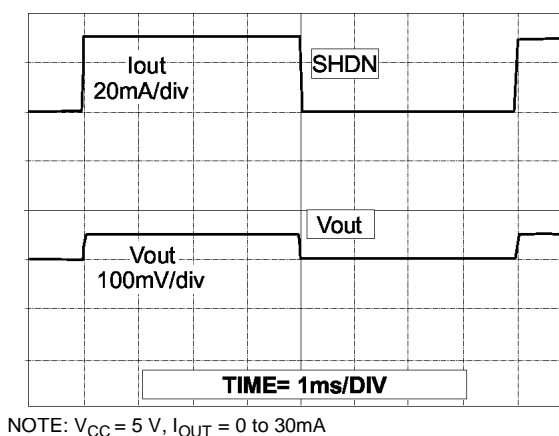 Iout
20mA/div
SHDN
Vout
Vout
100mV/div
TIME= 1ms/DIV
NOTE: VCC = 5 V, IOUT = 0 to 30mA